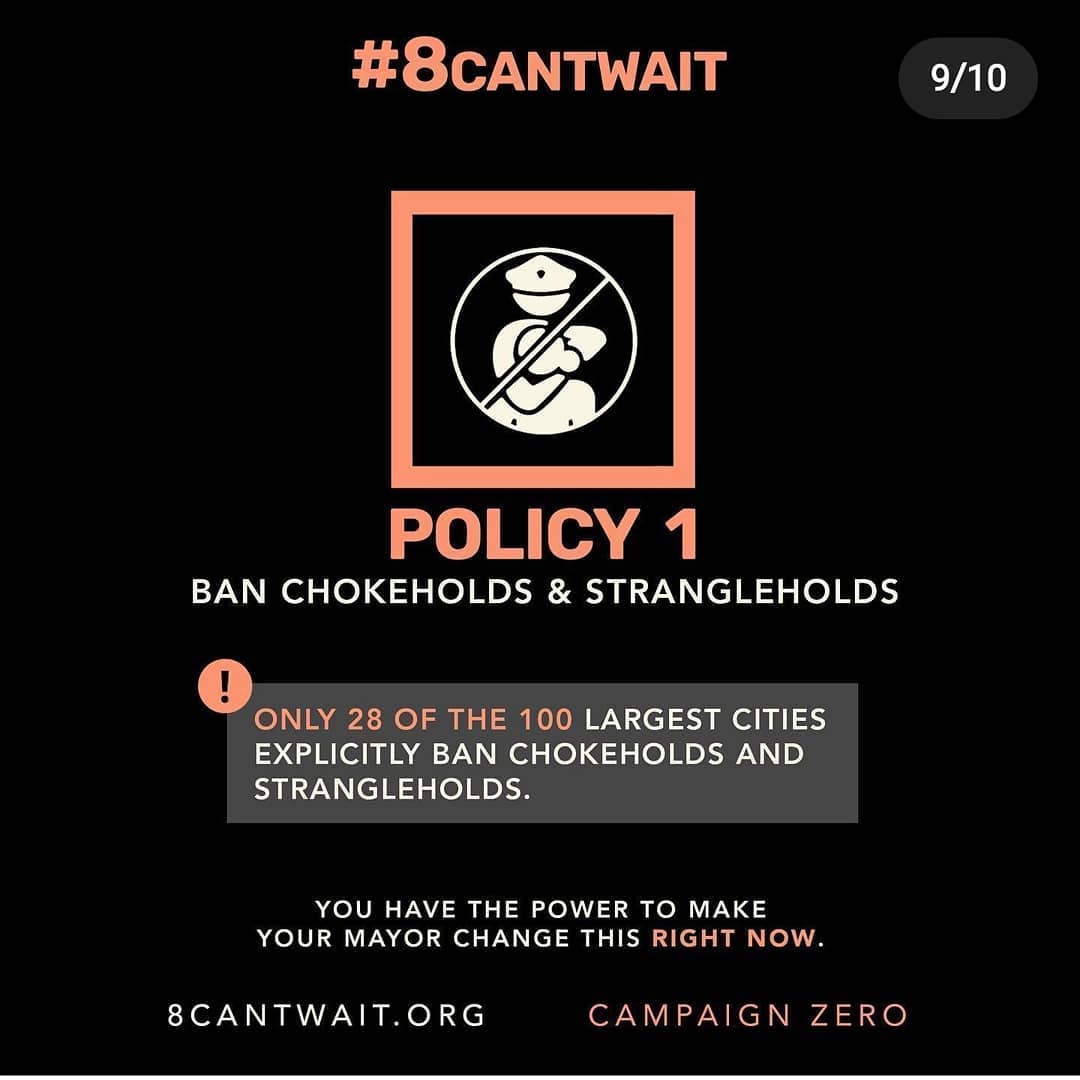 #8CANTWAIT
9/10
POLICY 1
BAN CHOKEHOLDS & STRANGLEHOLDS
!
ONLY 28 OF THE 100 LARGEST CITIES
EXPLICITLY BAN CHOKEHOLDS AND
STRANGLEHOLDS.
YOU HAVE THE POWER TO MAKE
YOUR MAYOR CHANGE THIS RIGHT NOW.
8CANTWAIT.ORG
CAMPAIGN ZERO